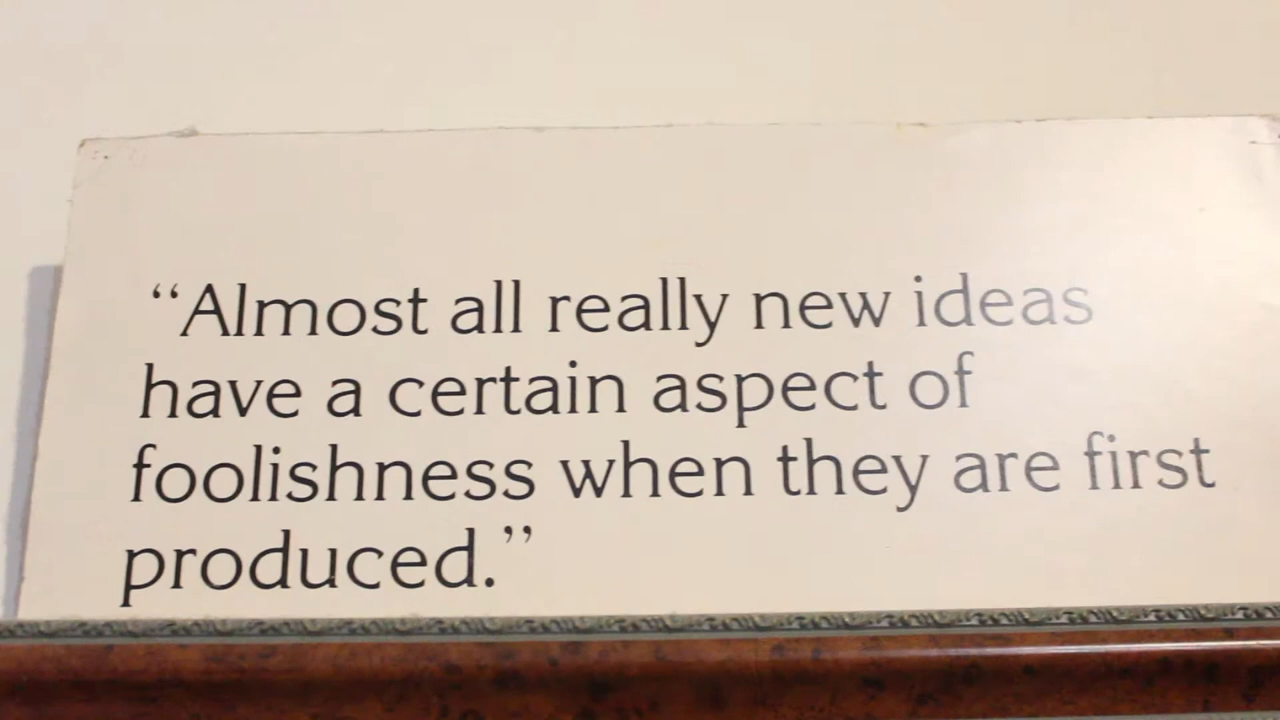 “Almost all really new ideas
have a certain aspect of
foolishness when they are first
produced.”